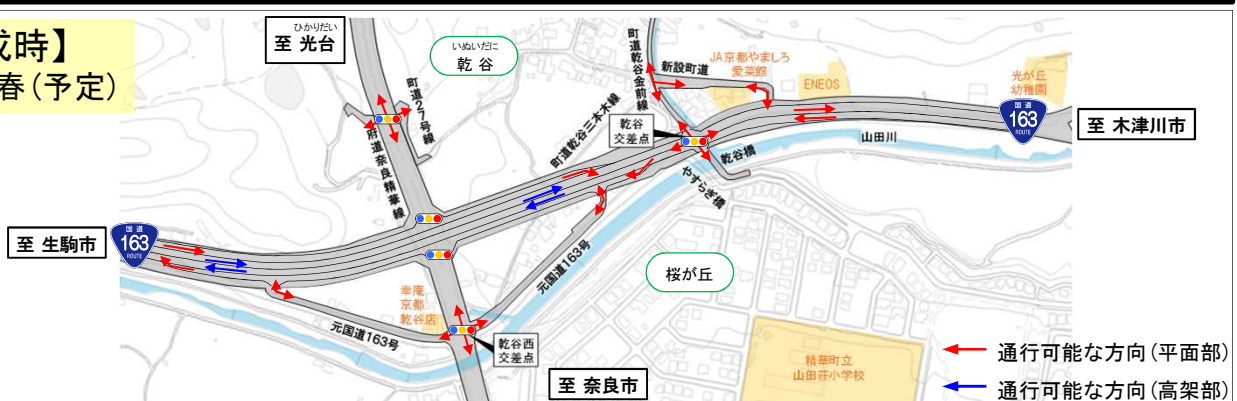 成時】
春(予定)
ひかりだい
至 光台
いぬいだに
乾 谷
町道27号線
府道奈良精華線
町道乾谷三本木線
町道乾谷金前線
新設町道
JA京都やましろ
愛菜館
ENEOS
光が丘
幼稚園
国道
163
ROUTE
至 木津川市
乾谷
交差点
乾谷橋
やすらぎ橋
山田川
至 生駒市
国道
163
ROUTE
元国道163号
幸庵
京都
乾谷店
元国道163号
乾谷西
交差点
至 奈良市
桜が丘
精華町立
山田荘小学校
通行可能な方向(平面部)
通行可能な方向(高架部)